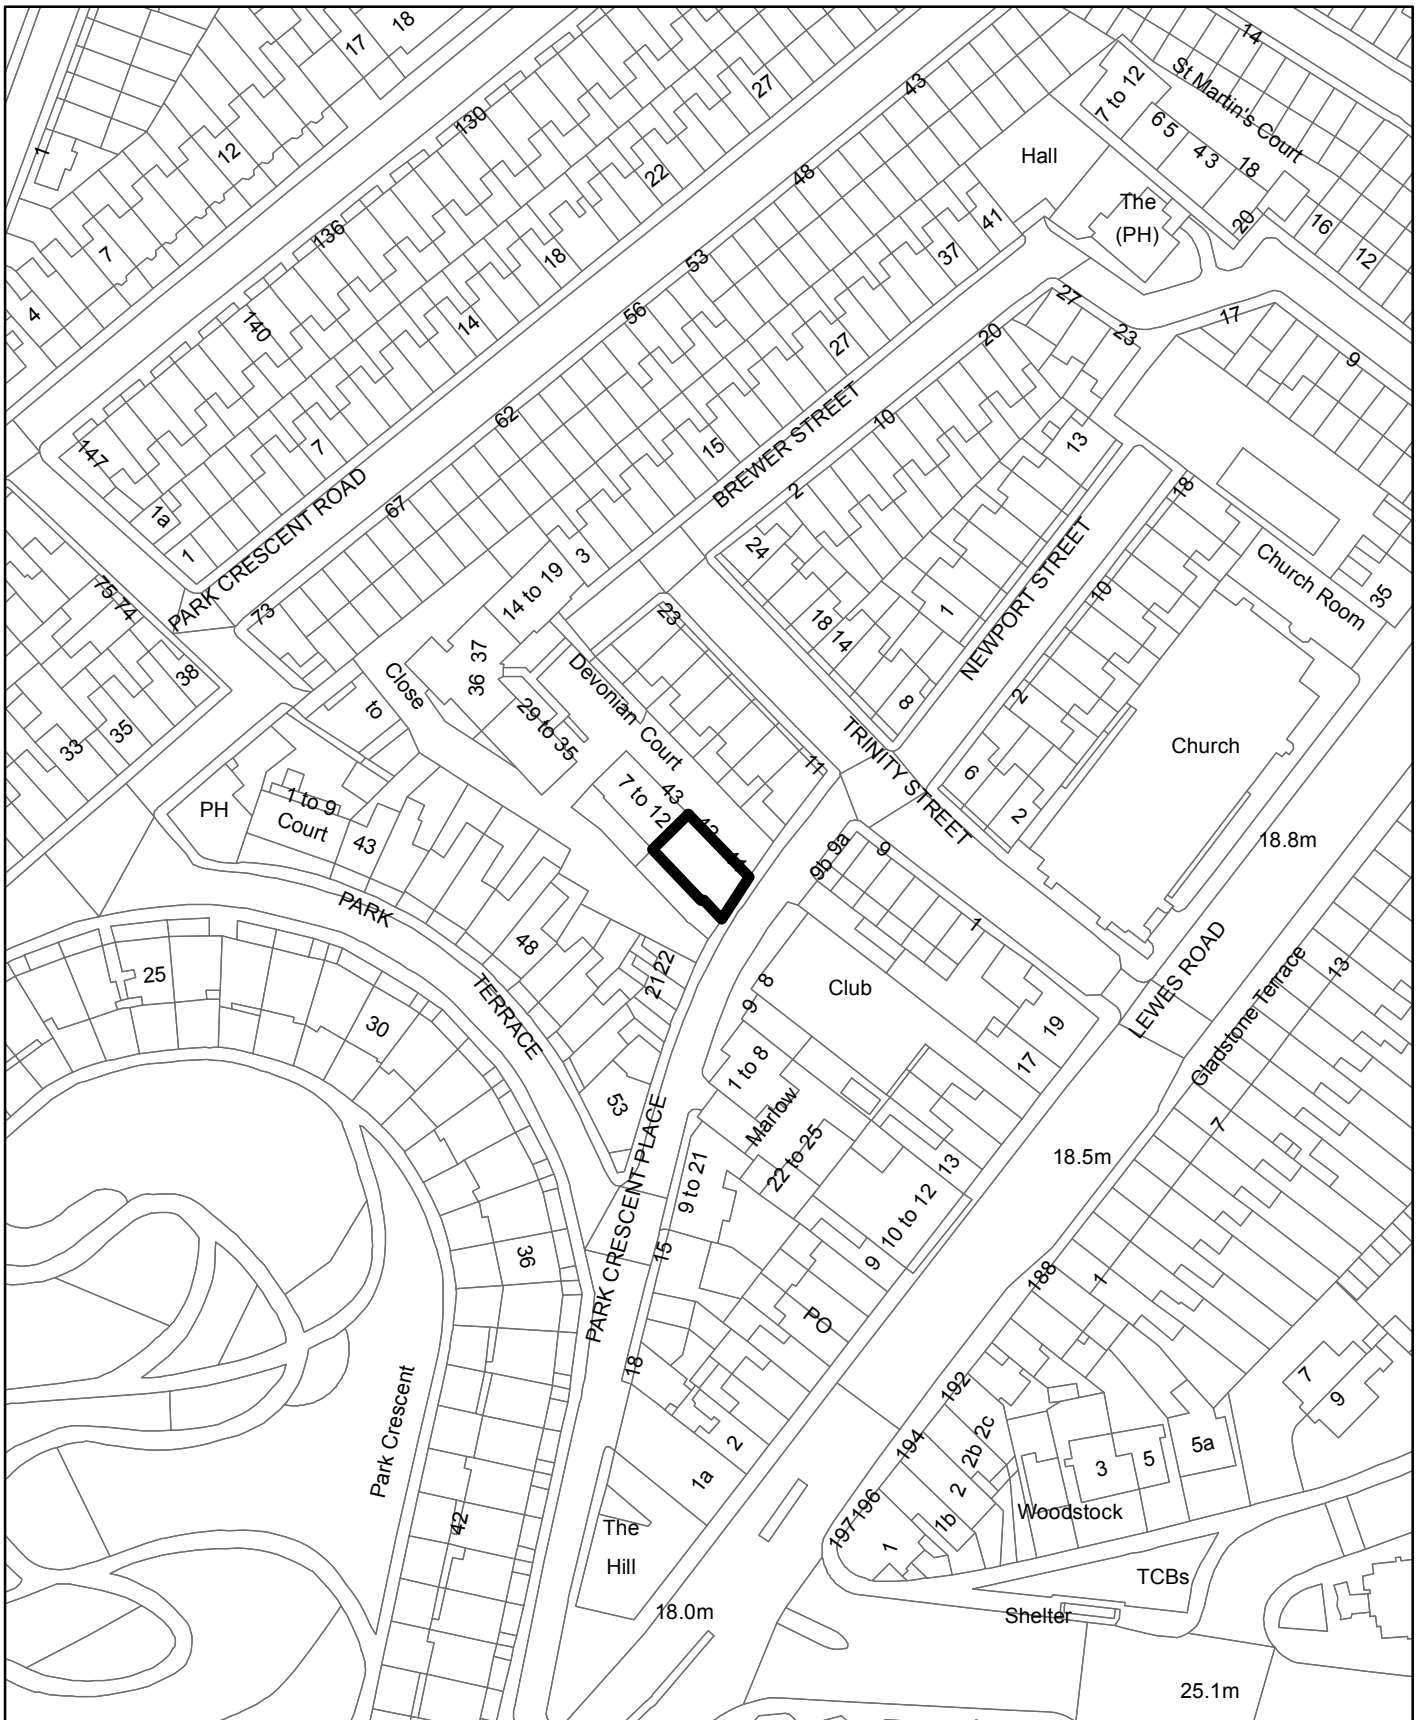 18
17
14
St Martin's Court
27
43
7 to 12
130
6 5
4 3
18
1
12
Hall
22
48
The
(PH)
20
16
41
7
136
18
53
37
12
4
140
14
56
27
27
23
17
20
9
62
10
13
147
7
15
BREWER STREET
1a
1
PARK CRESCENT ROAD
67
2
18
24
NEWPORT STREET
Church Room
35
75 74
73
14 to 19
3
23
18 14
1
10
38
36 37
Close
to
29 to 35
Devonian Court
8
2
33
35
11
TRINITY STREET
Church
6
2
PH
1 to 9
Court
43
7 to 12
43
9b 9a
9
18.8m
PARK
1
48
25
TERRACE
21
22
8
9
Club
LEWES ROAD
Gladstone Terrace
13
30
19
17
53
1 to 8
Marlow
22 to 25
7
PARK CRESCENT PLACE
9 to 21
13
18.5m
10 to 12
36
15
9
188
1
PO
18
192
7
9
Park Crescent
2
194
2b 2c
3
5
5a
1a
196
197
2
1b
Woodstock
42
The
Hill
1
TCBs
Shelter
18.0m
25.1m